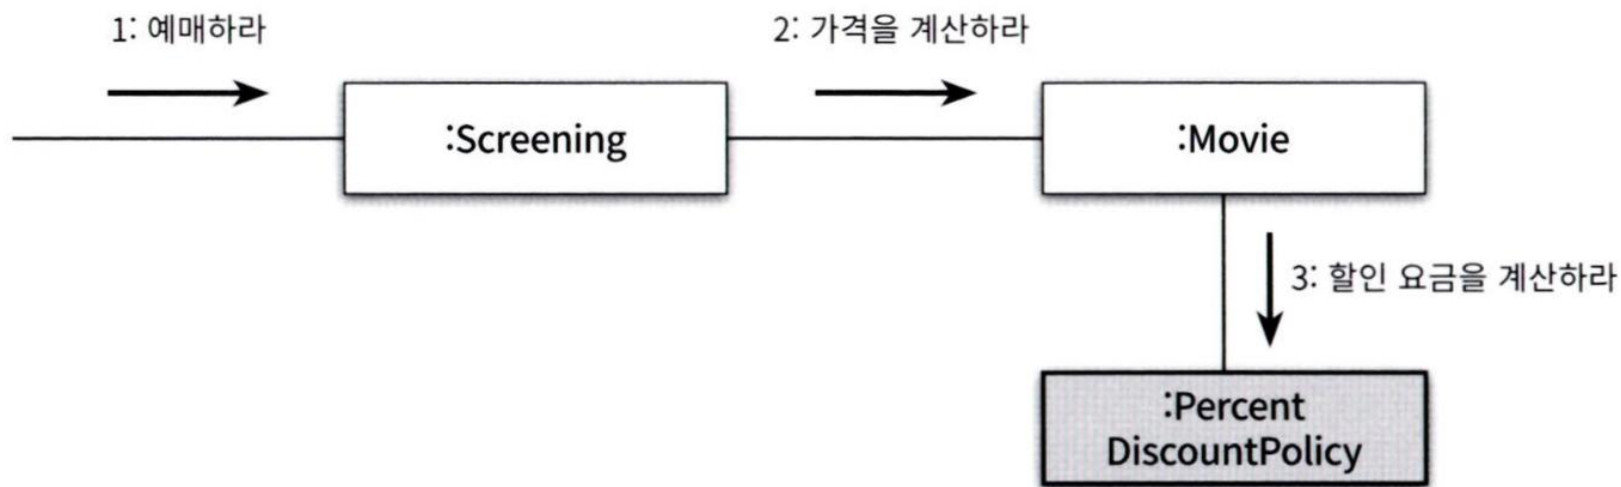 1: 예매하라
2: 가격을 계산하라
:Screening
:Movie
3: 할인 요금을 계산하라
:Percent
DiscountPolicy